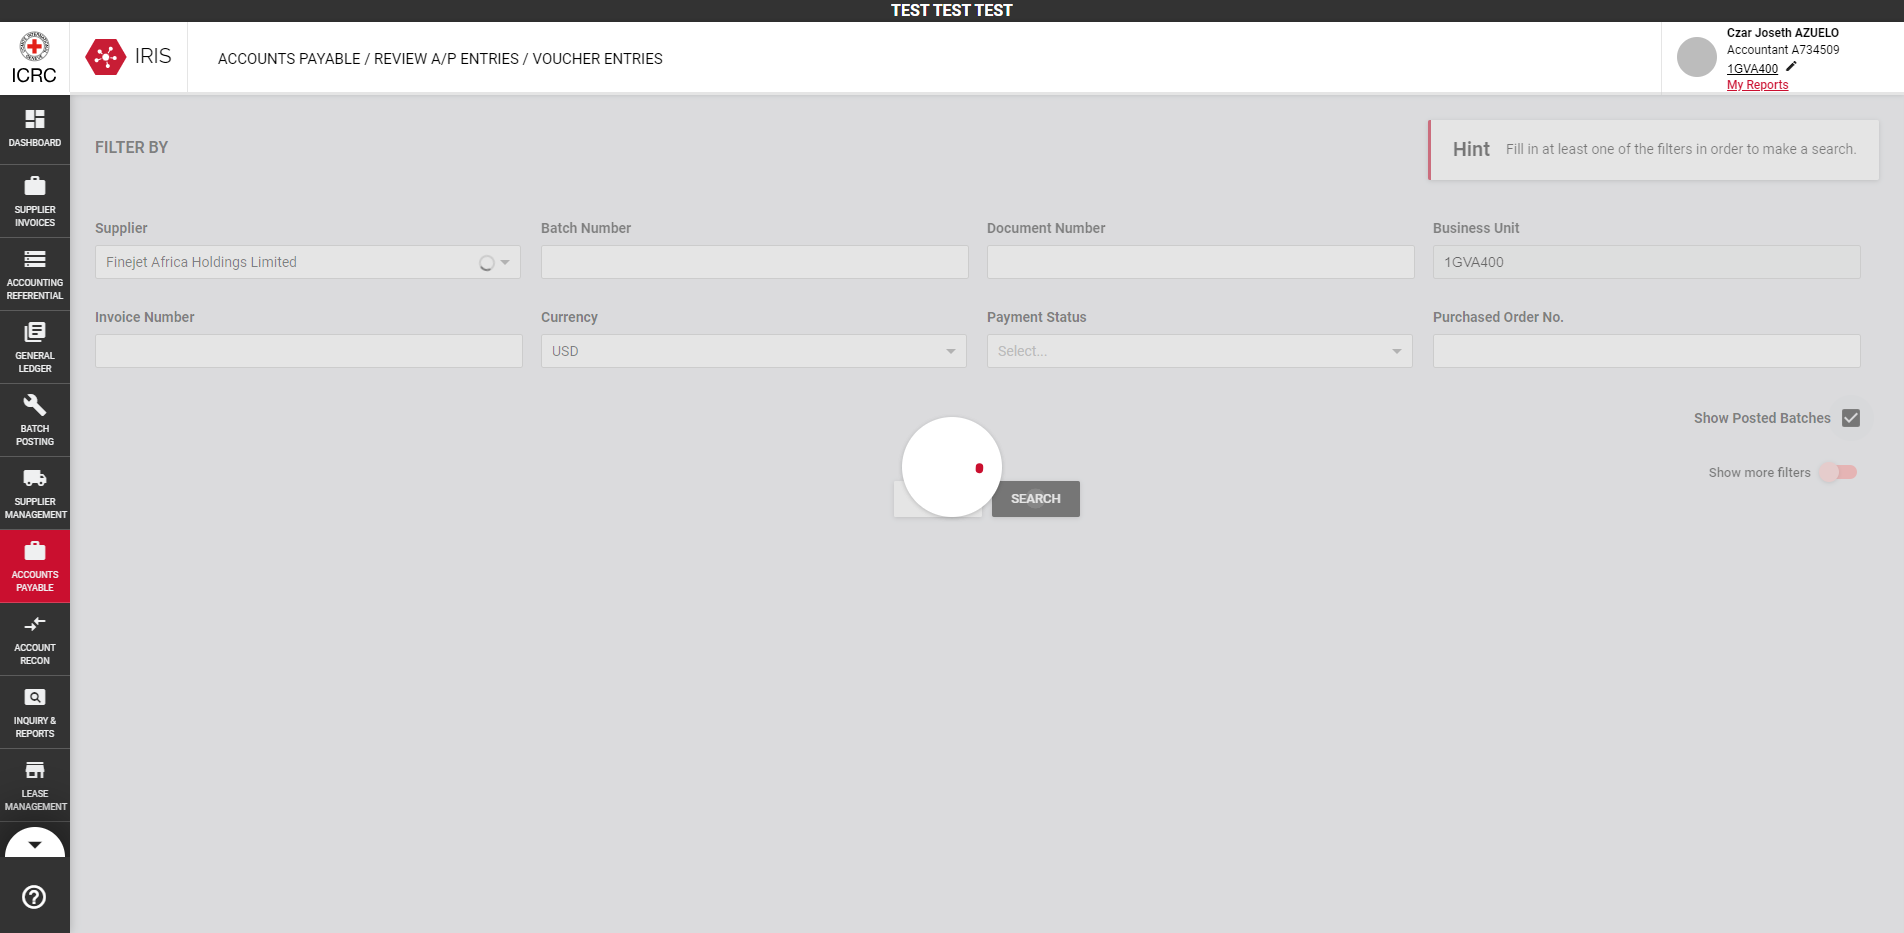 TEST TEST TEST
ICRC
IRIS
ACCOUNTS PAYABLE / REVIEW A/P ENTRIES / VOUCHER ENTRIES
Czar Joseth AZUELO
Accountant A734509
1GVA400
My Reports
DASHBOARD
SUPPLIER
INVOICES
ACCOUNTING
REFERENTIAL
GENERAL
LEDGER
BATCH
POSTING
SUPPLIER
MANAGEMENT
ACCOUNTS
PAYABLE
ACCOUNT
RECON
INQUIRY &
REPORTS
LEASE
MANAGEMENT
FILTER BY
Hint Fill in at least one of the filters in order to make a search.
Supplier
Finejet Africa Holdings Limited
Batch Number
Document Number
Business Unit
1GVA400
Invoice Number
Currency
USD
Payment Status
Select...
Purchased Order No.
Show Posted Batches
Show more filters
SEARCH